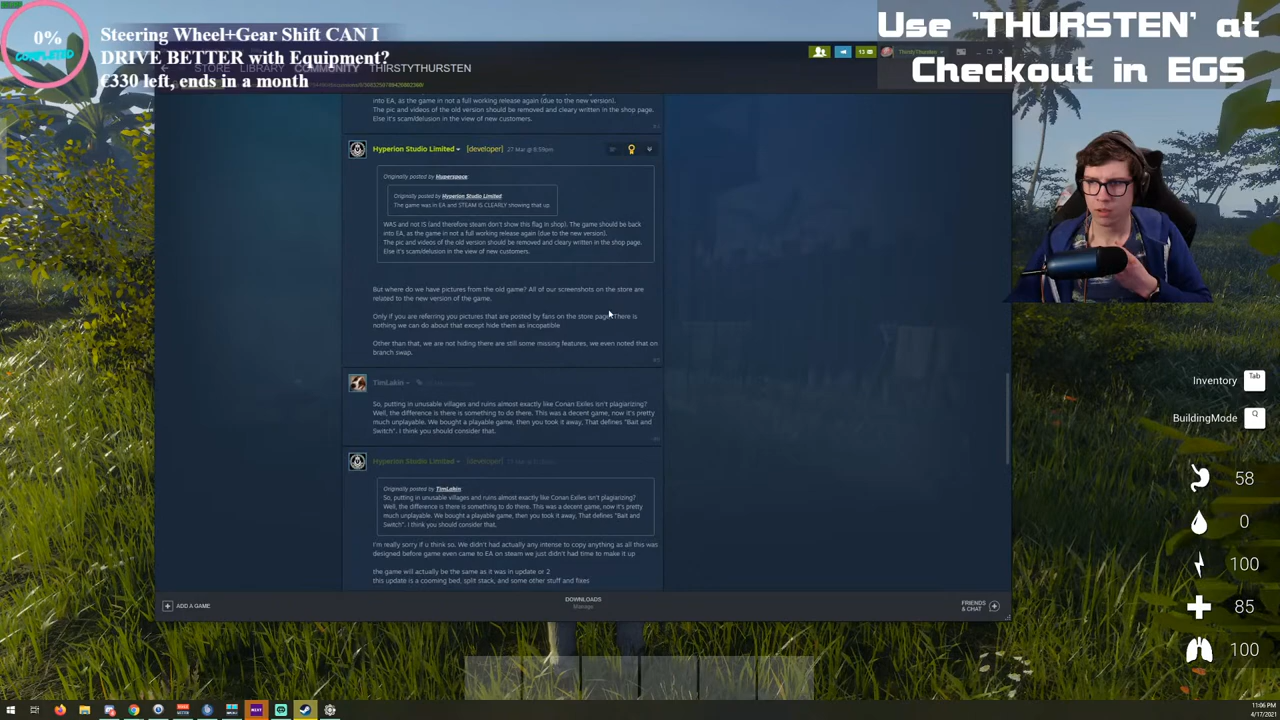 0%
COMPLETED
Steering Wheel+Gear Shift CAN I
DRIVE BETTER with Equipment?
€330 left, ends in a month
Use 'THURSTEN' at
Checkout in EGS
13
ThirstyThursten
STORE LIBRARY COMMUNITY THIRSTYTHURSTEN
into EA, as the game in not a full working release again (due to the new version).
The pic and videos of the old version should be removed and cleary written in the shop page.
Else it's scam/delusion in the view of new customers.
Hyperion Studio Limited [developer] 27 Mar @ 8:59am
Originally posted by Hyperspace:
Originally posted by Hyperion Studio Limited:
The game was in EA and STEAM IS CLEARLY showing that up.
WAS and not IS (and therefore steam don't show this flag in shop). The game should be back
into EA, as the game in not a full working release again (due to the new version).
The pic and videos of the old version should be removed and cleary written in the shop page.
Else it's scam/delusion in the view of new customers.
But where do we have pictures from the old game? All of our screenshots on the store are
related to the new version of the game.
Only if you are referring you pictures that are posted by fans on the store page. There is
nothing we can do about that except hide them as incopatible
Other than that, we are not hiding there are still some missing features, we even noted that on
branch swap.
TimLakin
So, putting in unusable villages and ruins almost exactly like Conan Exiles isn't plagiarizing?
Well, the difference is there is something to do there. This was a decent game, now it's pretty
much unplayable. We bought a playable game, then you took it away, That defines "Bait and
Switch". I think you should consider that.
Hyperion Studio Limited [developer]
Originally posted by TimLakin:
So, putting in unusable villages and ruins almost exactly like Conan Exiles isn't plagiarizing?
Well, the difference is there is something to do there. This was a decent game, now it's pretty
much unplayable. We bought a playable game, then you took it away, That defines "Bait and
Switch". I think you should consider that.
I'm really sorry if u think so. We didn't had actually any intense to copy anything as all this was
designed before game even came to EA on steam we just didn't had time to make it up
the game will actually be the same as it was in update or 2
this update is a cooming bed, split stack, and some other stuff and fixes
ADD A GAME
DOWNLOADS
Manage
FRIENDS
& CHAT
Inventory Tab
BuildingMode Q
58
0
100
85
100
11:06 PM
4/17/2021